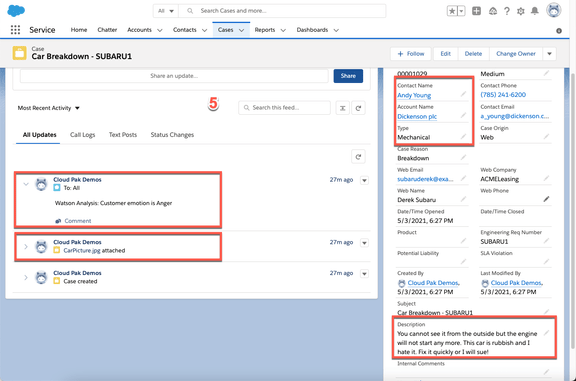 All
Search Cases and more...
Service
Home
Chatter
Accounts
Contacts
Cases
Reports
Dashboards
Case
Car Breakdown - SUBARU1
+ Follow
Edit
Delete
Change Owner
Share an update...
Share
5
Most Recent Activity
Search this feed...
All Updates
Call Logs
Text Posts
Status Changes
Cloud Pak Demos
27m ago
To: All
Watson Analysis: Customer emotion is Anger
Comment
Cloud Pak Demos
27m ago
CarPicture.jpg attached
Cloud Pak Demos
27m ago
Case created
00001029
Medium
Contact Name
Contact Phone
Andy Young
(785) 241-6200
Account Name
Contact Email
Dickenson plc
a_young@dickenson.c...
Type
Case Origin
Mechanical
Web
Case Reason
Breakdown
Web Email
Web Company
subaruderek@exa...
ACMELeasing
Web Name
Web Phone
Derek Subaru
Date/Time Opened
Date/Time Closed
5/3/2021, 6:27 PM
Product
Engineering Req Number
SUBARU1
Potential Liability
SLA Violation
Created By
Last Modified By
Cloud Pak Demos,
Cloud Pak Demos,
5/3/2021, 6:27 PM
5/3/2021, 6:27 PM
Subject
Car Breakdown - SUBARU1
Description
You cannot see it from the outside but the engine
will not start any more. This car is rubbish and I
hate it. Fix it quickly or I will sue!
Internal Comments